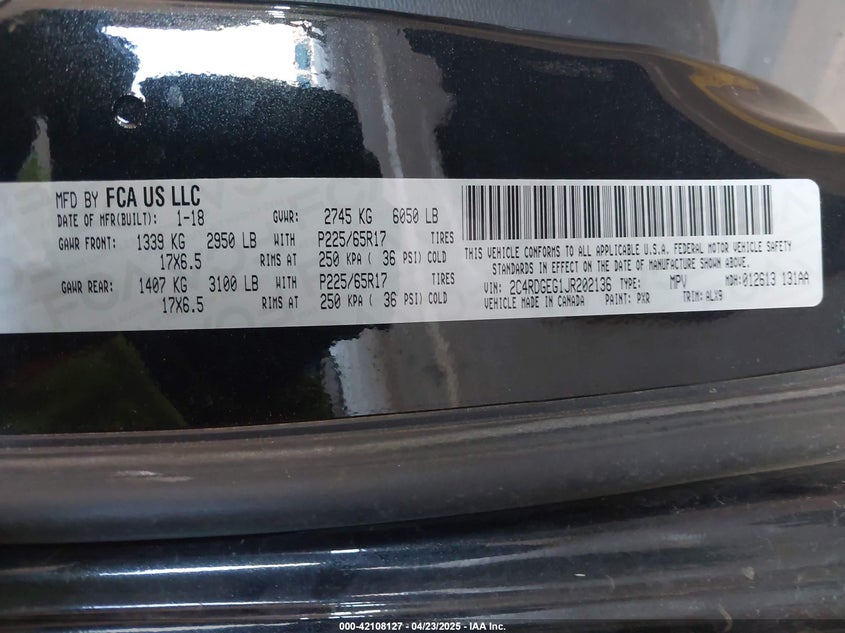 MFD BY FCA US LLC
DATE OF MFR(BUILT): 1-18 GVWR: 2745 KG 6050 LB
GAWR FRONT: 1339 KG 2950 LB WITH P225/65R17 TIRES
17X6.5 RIMS AT 250 KPA ( 36 PSI) COLD
GAWR REAR: 1407 KG 3100 LB WITH P225/65R17 TIRES
17X6.5 RIMS AT 250 KPA ( 36 PSI) COLD
THIS VEHICLE CONFORMS TO ALL APPLICABLE U.S.A. FEDERAL MOTOR VEHICLE SAFETY
STANDARDS IN EFFECT ON THE DATE OF MANUFACTURE SHOWN ABOVE.
VIN: 2C4RDGEG1JR202136 TYPE: MPV MDH:012613 131AA
VEHICLE MADE IN CANADA PAINT: PXR TRIM: ALX9
000-42108127 - 04/23/2025 - IAA Inc.